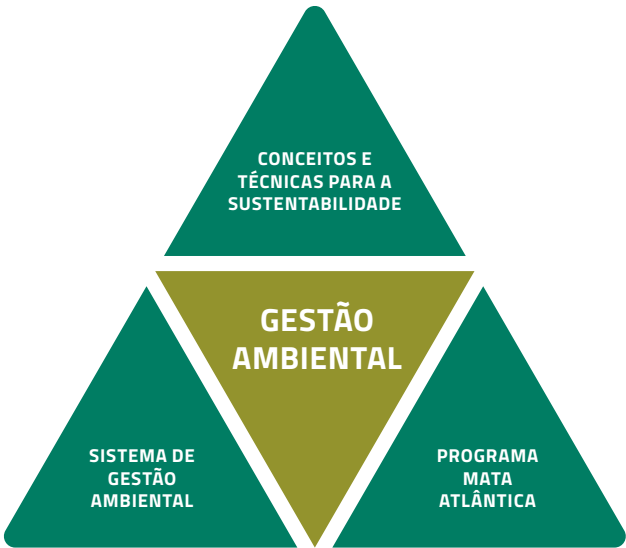 CONCEITOS E
TÉCNICAS PARA A
SUSTENTABILIDADE
GESTÃO
AMBIENTAL
SISTEMA DE
GESTÃO
AMBIENTAL
PROGRAMA
MATA
ATLÂNTICA